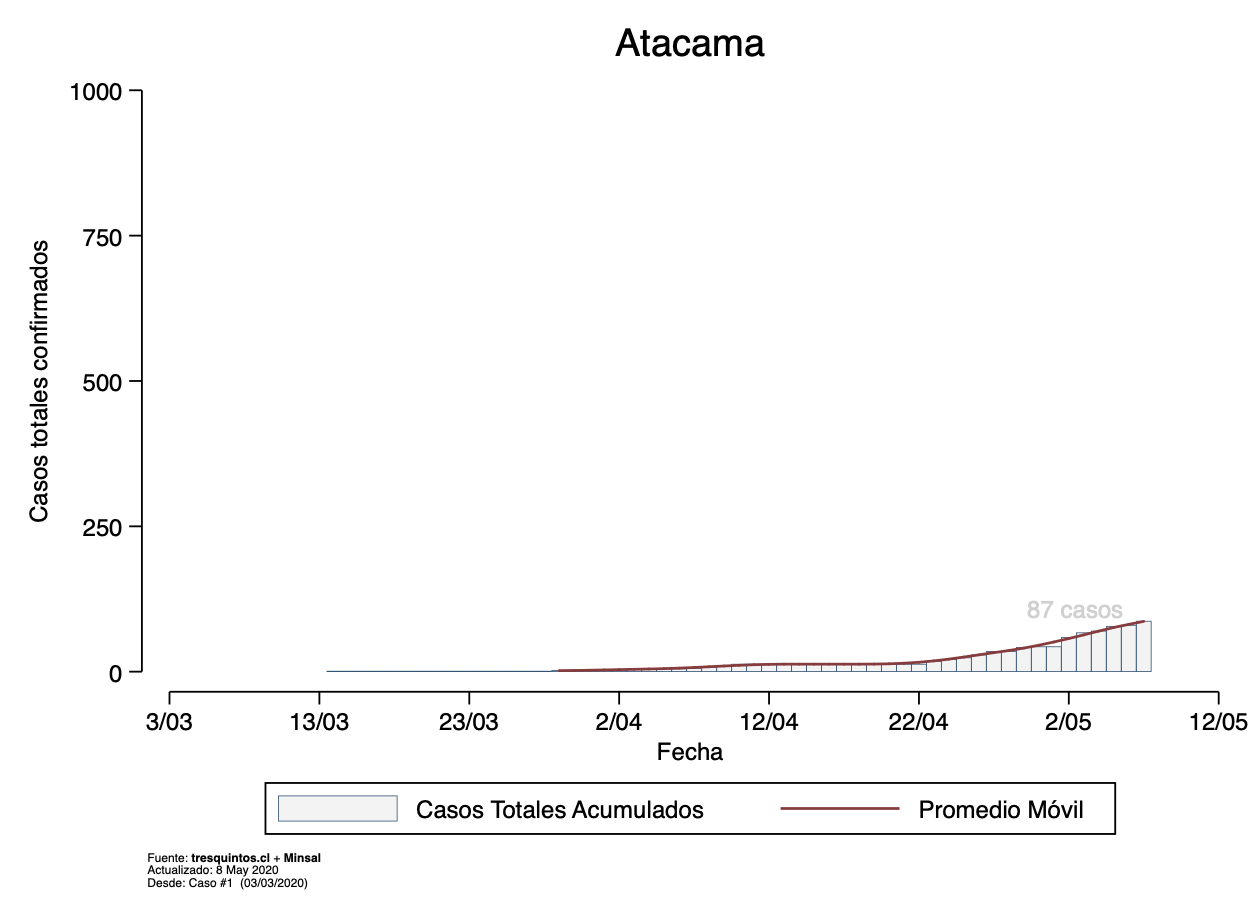 Atacama
1000
750
500
250
0
Casos totales confirmados
3/03 13/03 23/03 2/04 12/04 22/04 2/05 12/05
87 casos
Fecha
Casos Totales Acumulados Promedio Móvil
Fuente: tresquintos.cl + Minsal
Actualizado: 8 May 2020
Desde: Caso #1 (03/03/2020)